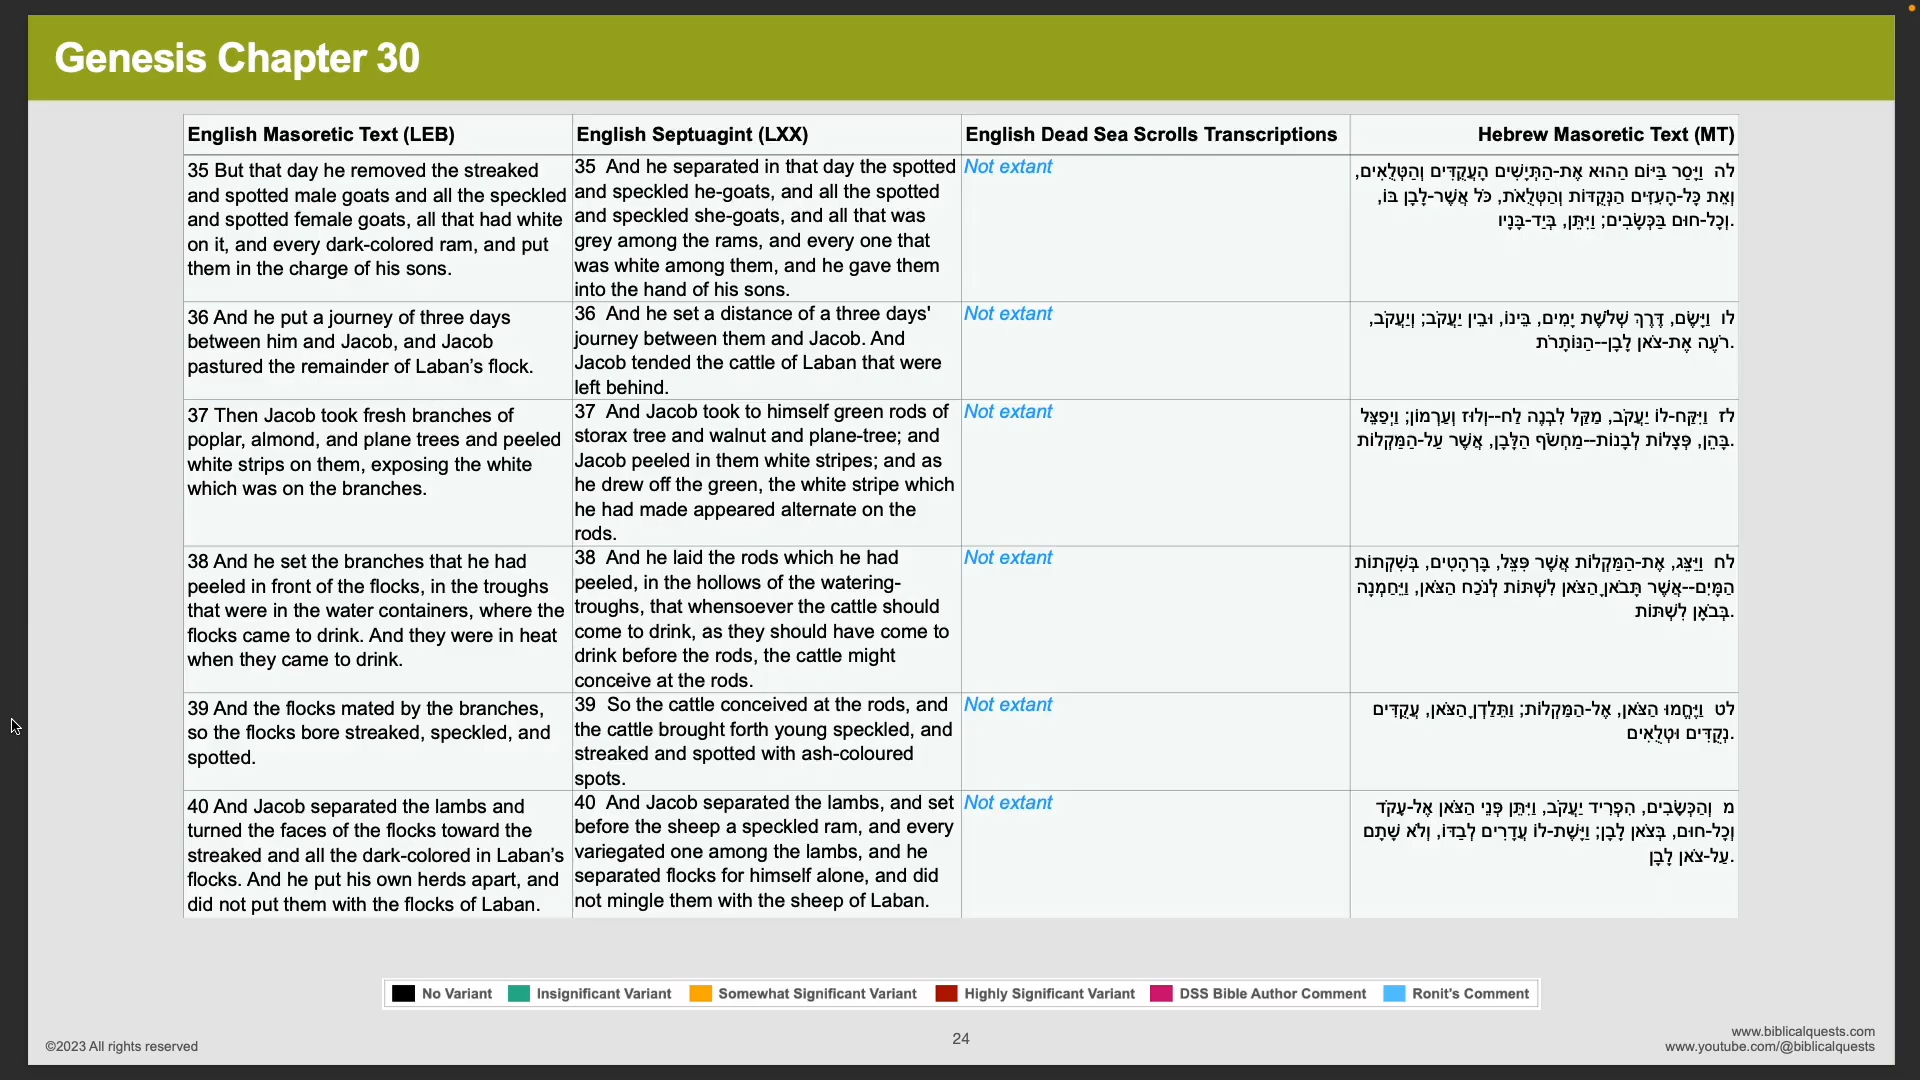 Genesis Chapter 30
English Masoretic Text (LEB)
English Septuagint (LXX)
English Dead Sea Scrolls Transcriptions
Hebrew Masoretic Text (MT)
35 But that day he removed the streaked
and spotted male goats and all the speckled
and spotted female goats, all that had white
on it, and every dark-colored ram, and put
them in the charge of his sons.
35 And he separated in that day the spotted
and speckled he-goats, and all the spotted
and speckled she-goats, and all that was
grey among the rams, and every one that
was white among them, and he gave them
into the hand of his sons.
Not extant
לה וַיָּסַר בַּיּוֹם הַהוּא אֶת-הַתְּיָשִׁים הָעֲקֻדִּים וְהַטְּלֻאִים,
וְאֵת כָּל-הָעִזִּים הַנְּקֻדּוֹת וְהַטְּלֻאֹת, כֹּל אֲשֶׁר-לָבָן בּוֹ,
וְכָל-חוּם בַּכְּשָׂבִים; וַיִּתֵּן, בְּיַד-בָּנָיו.
36 And he put a journey of three days
between him and Jacob, and Jacob
pastured the remainder of Laban’s flock.
36 And he set a distance of a three days'
journey between them and Jacob. And
Jacob tended the cattle of Laban that were
left behind.
Not extant
לו וַיָּשֶׂם, דֶּרֶךְ שְׁלֹשֶׁת יָמִים, בֵּינוֹ, וּבֵין יַעֲקֹב; וְיַעֲקֹב,
רֹעֶה אֶת-צֹאן לָבָן--הַנּוֹתָרֹת.
37 Then Jacob took fresh branches of
poplar, almond, and plane trees and peeled
white strips on them, exposing the white
which was on the branches.
37 And Jacob took to himself green rods of
storax tree and walnut and plane-tree; and
Jacob peeled in them white stripes; and as
he drew off the green, the white stripe which
he had made appeared alternate on the
rods.
Not extant
לז וַיִּקַּח-לוֹ יַעֲקֹב, מַקַּל לִבְנֶה לַח--וְלוּז וְעַרְמוֹן; וַיְפַצֵּל
בָּהֵן, פְּצָלוֹת לְבָנוֹת--מַחְשֹׂף הַלָּבָן, אֲשֶׁר עַל-הַמַּקְלוֹת.
38 And he set the branches that he had
peeled in front of the flocks, in the troughs
that were in the water containers, where the
flocks came to drink. And they were in heat
when they came to drink.
38 And he laid the rods which he had
peeled, in the hollows of the watering-
troughs, that whensoever the cattle should
come to drink, as they should have come to
drink before the rods, the cattle might
conceive at the rods.
Not extant
לח וַיַּצֵּג, אֶת-הַמַּקְלוֹת אֲשֶׁר פִּצֵּל, בָּרְהָטִים, בְּשִׁקְתוֹת
הַמָּיִם--אֲשֶׁר תָּבֹאןָ הַצֹּאן לִשְׁתּוֹת לְנֹכַח הַצֹּאן, וַיֵּחַמְנָה
בְּבֹאָן לִשְׁתּוֹת.
39 And the flocks mated by the branches,
so the flocks bore streaked, speckled, and
spotted.
39 So the cattle conceived at the rods, and
the cattle brought forth young speckled, and
streaked and spotted with ash-coloured
spots.
Not extant
לט וַיֶּחֱמוּ הַצֹּאן, אֶל-הַמַּקְלוֹת; וַתֵּלַדְןָ הַצֹּאן, עֲקֻדִּים
נְקֻדִּים וּטְלֻאִים.
40 And Jacob separated the lambs and
turned the faces of the flocks toward the
streaked and all the dark-colored in Laban’s
flocks. And he put his own herds apart, and
did not put them with the flocks of Laban.
40 And Jacob separated the lambs, and set
before the sheep a speckled ram, and every
variegated one among the lambs, and he
separated flocks for himself alone, and did
not mingle them with the sheep of Laban.
Not extant
מ וְהַכְּשָׂבִים, הִפְרִיד יַעֲקֹב, וַיִּתֵּן פְּנֵי הַצֹּאן אֶל-עָקֹד
וְכָל-חוּם, בְּצֹאן לָבָן; וַיָּשֶׁת-לוֹ עֲדָרִים לְבַדּוֹ, וְלֹא שָׁתָם
עַל-צֹאן לָבָן.
No Variant
Insignificant Variant
Somewhat Significant Variant
Highly Significant Variant
DSS Bible Author Comment
Ronit's Comment
©2023 All rights reserved
24
www.biblicalquests.com
www.youtube.com/@biblicalquests